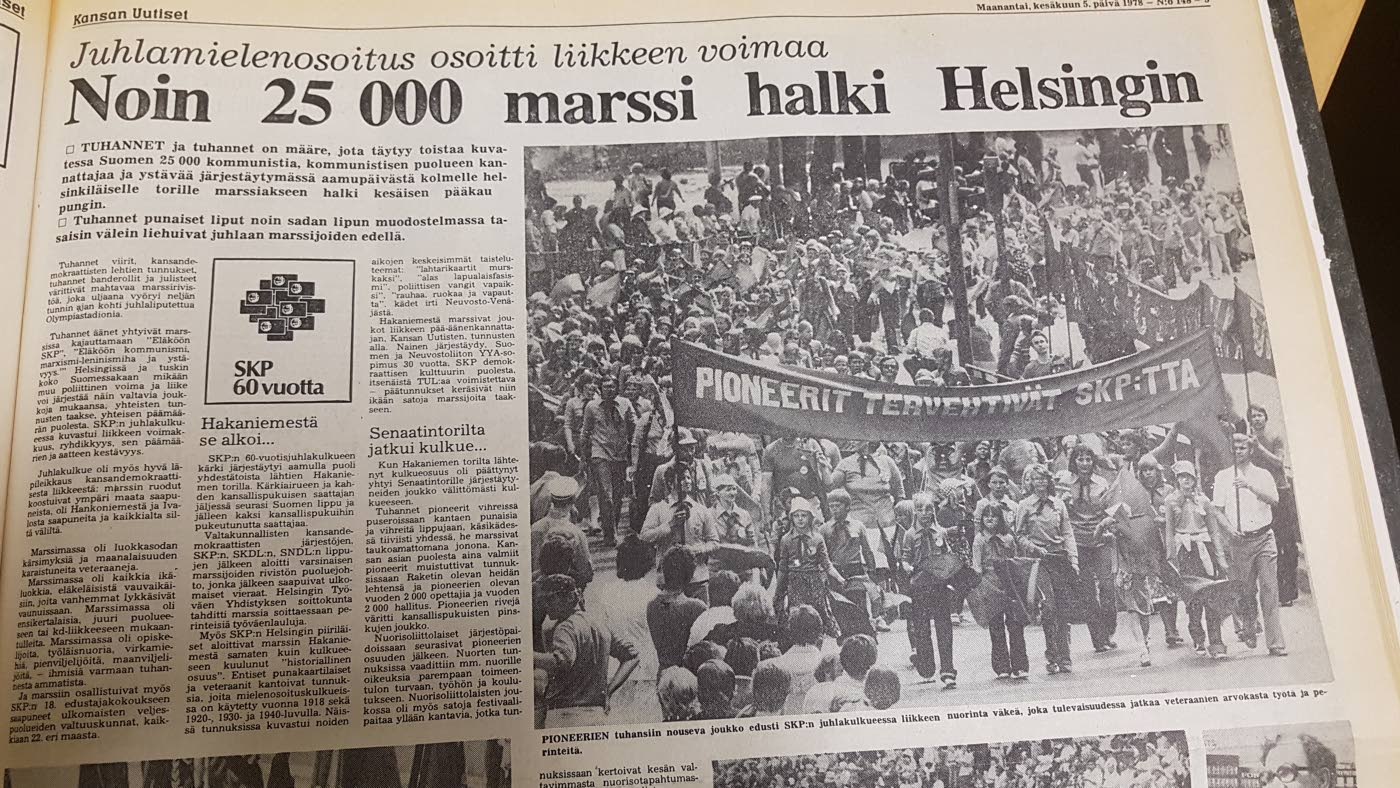 Kansan Uutiset
Maanantai, kesäkuun 5. päivä 1978 — N:o 148 — 5
Juhlamielenosoitus osoitti liikkeen voimaa
Noin 25 000 marssi halki Helsingin
□ TUHANNET ja tuhannet on määre, jota täytyy toistaa kuva-
tessa Suomen 25 000 kommunistia, kommunistisen puolueen kan-
nattajaa ja ystävää järjestäytymässä aamupäivästä kolmelle hel-
sinkiläiselle torille marssiakseen halki kesäisen pääkau
pungin.
□ Tuhannet punaiset liput noin sadan lipun muodostelmassa ta-
saisin välein liehuivat juhlaan marssijoiden edellä.
Tuhannet viirit, kansande-
mokraattisten lehtien tunnukset,
tuhannet banderollit ja julisteet
värittivät mahtavaa marssirivis-
töä, joka uljaana vyöryi neljän
tunnin ajan kohti juhlaliputettua
Olympiastadionia.
Tuhannet äänet yhtyivät mars-
sissa kajauttamaan "Eläköön
SKP", "Eläköön kommunismi,
marxismi-leninismiha ja ystä-
vyys." Helsingissä ja tuskin
koko Suomessakaan mikään
muu poliittinen voima ja liike
voi järjestää näin valtavia jouk-
koja mukaansa, yhteisten tun-
nusten taakse, yhteisen päämää-
rän puolesta. SKP:n juhlakulku-
eessa kuvastui liikkeen voimak-
kuus, ryhdikkyys, sen päämää-
rien ja aatteen kestävyys.
Juhlakulkue oli myös hyvä lä-
pileikkaus kansandemokraatti-
sesta liikkeestä: marssin ruodut
koostuivat ympäri maata saapu-
neista, oli Hankoniemestä ja Iva-
losta saapuneita ja kaikkialta sil-
tä väliltä.
Marssimassa oli luokkasodan
kärsimyksiä ja maanalaisuuden
karaistuneita veteraaneja.
Marssimassa oli kaikkia ikä-
luokkia, eläkeläisistä vauvaikäi-
siin, joita vanhemmat lykkäsivät
vaunuissaan. Marssimassa oli
ensikertalaisia, juuri puoluee-
seen tai kd-liikkeeseen mukaan
tulleita. Marssimassa oli opiske-
lijoita, työläisnuoria, virkamie-
hiä, pienviljelijöitä, maanviljeli-
jöitä, — ihmisiä varmaan tuhan-
nesta ammatista.
Ja marssiin osallistuivat myös
SKP:n 18. edustajakokoukseen
saapuneet ulkomaisten veljes-
puolueiden valtuuskunnat, kaik-
kiaan 22. eri maasta.
SKP
60 vuotta
Hakaniemestä
se alkoi...
SKP:n 60-vuotisjuhlakulkueen
kärki järjestäytyi aamulla puoli
yhdestätoista lähtien Hakanie-
men torilla. Kärkiairueen ja kah-
den kansallispukuisen saattajan
jäljessä seurasi Suomen lippu ja
jälleen kaksi kansallispukuihin
pukeutunutta saattajaa.
Valtakunnallisten kansande-
mokraattisten järjestöjen,
SKP:n, SKDL:n, SNDL:n lippu-
jen jälkeen aloitti varsinaisen
marssijoiden rivistön puoluejoh-
to, jonka jälkeen saapuivat ulko-
maiset vieraat. Helsingin Työ-
väen Yhdistyksen soittokunta
tahditti marssia soittaessaan pe-
rinteisiä työväenlauluja.
Myös SKP:n Helsingin piiriläi-
set aloittivat marssin Hakanie-
mestä samaten kuin kulkuee-
seen kuulunut "historiallinen
osuus". Entiset punakaartilaiset
ja veteraanit kantoivat tunnuk-
sia, joita mielenosoituskulkueis-
sa on käytetty vuonna 1918 sekä
1920-, 1930- ja 1940-luvulla. Näis-
sä tunnuksissa kuvastui noiden
aikojen keskeisimmät taistelu-
teemat: "lahtarikaartit murs-
kaksi", "alas lapualaisfasis-
mi", poliittisen vangit vapaik-
si", "rauhaa, ruokaa ja vapaut-
ta", kädet irti Neuvosto-Venä-
jästä.
Hakaniemestä marssivat jou-
kot liikkeen pää-äänenkannatta-
jan, Kansan Uutisten, tunnusten
alla. Nainen järjestäydy, Suo-
men ja Neuvostoliiton YYA-so-
pimus 30 vuotta, SKP demok-
raattisen kulttuurin puolesta,
itsenäistä TUL:aa voimistettava
— päätunnukset keräsivät niin
ikään satoja marssijoita taak-
seen.
Senaatintorilta
jatkui kulkue...
Kun Hakaniemen torilta lähte-
nyt kulkueosuus oli päättynyt
yhtyi Senaatintorille järjestäyty-
neiden joukko välittömästi kul-
kueeseen.
Tuhannet pioneerit vihreissä
puseroissaan kantaen punaisia
ja vihreitä lippujaan, käsikädes-
sä tiiviisti yhdessä, he marssivat
taukoamattomana jonona. Kan-
san asian puolesta aina valmiit
pioneerit muistuttivat tunnuk-
sissaan Raketin olevan heidän
lehtensä ja pioneerien olevan
vuoden 2 000 opettajia ja vuoden
2 000 hallitus. Pioneerien rivejä
väritti kansallispukuisten pins-
kujen joukko.
Nuorisoliittolaiset järjestöpai-
doissaan seurasivat pioneerien
osuuden jälkeen. Nuorten tun-
nuksissa vaadittiin mm. nuorille
oikeuksia parempaan toimeen-
tulon turvaan, työhön ja koulu-
tukseen. Nuorisoliittolaisten jou-
kossa oli myös satoja festivaali-
paitaa yllään kantavia, jotka tun-
PIONEERIT TERVEHTIVÄT SKP:TTA
PIONEERIEN tuhansiin nouseva joukko edusti SKP:n juhlakulkueessa liikkeen nuorinta väkeä, joka tulevaisuudessa jatkaa veteraanien arvokasta työtä ja pe-
rinteitä.
nuksissaan kertoivat kesän val-
tavimmasta nuorisotapahtumas-